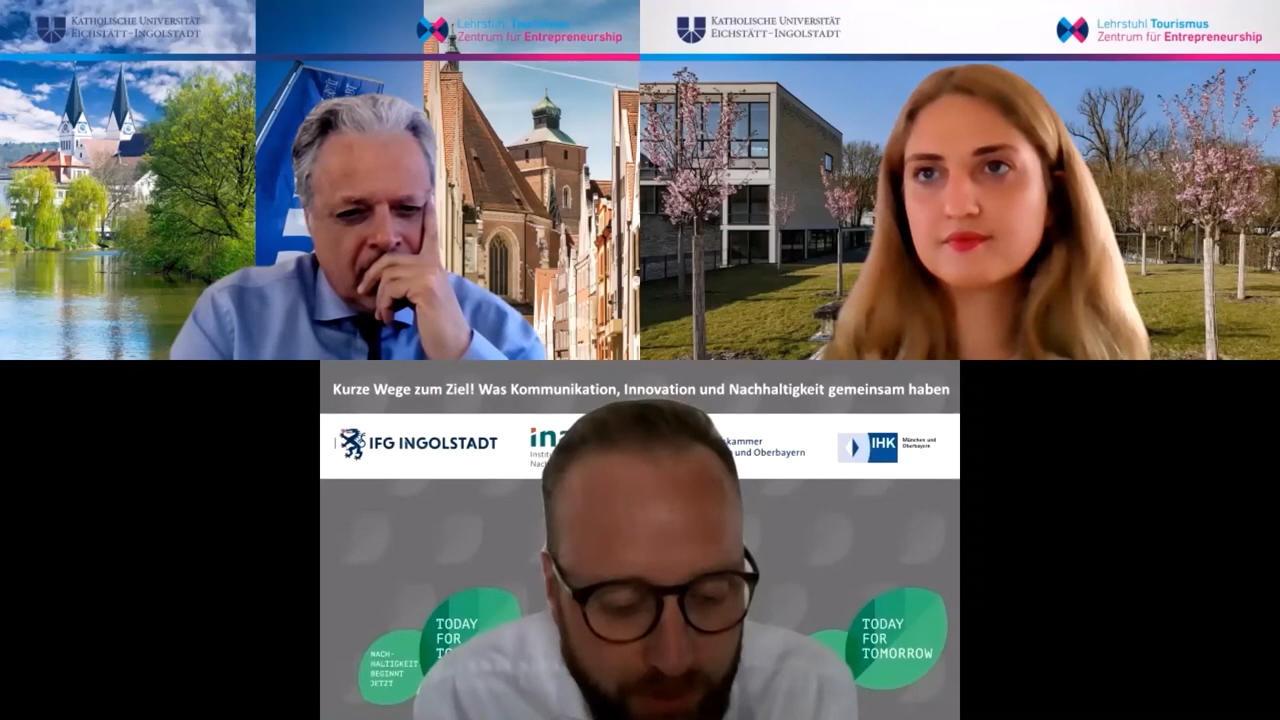 KATHOLISCHE UNIVERSITÄT
EICHSTÄTT-INGOLSTADT
Lehrstuhl Tourismus
Zentrum für Entrepreneurship
KATHOLISCHE UNIVERSITÄT
EICHSTÄTT-INGOLSTADT
Lehrstuhl Tourismus
Zentrum für Entrepreneurship
Kurze Wege zum Ziel! Was Kommunikation, Innovation und Nachhaltigkeit gemeinsam haben
IFG INGOLSTADT
und Oberbayern
IHK
München und
Oberbayern
TODAY
FOR
NACH-
HALTIGKEIT
BEGINNT
JETZT
TODAY
FOR
TOMORROW